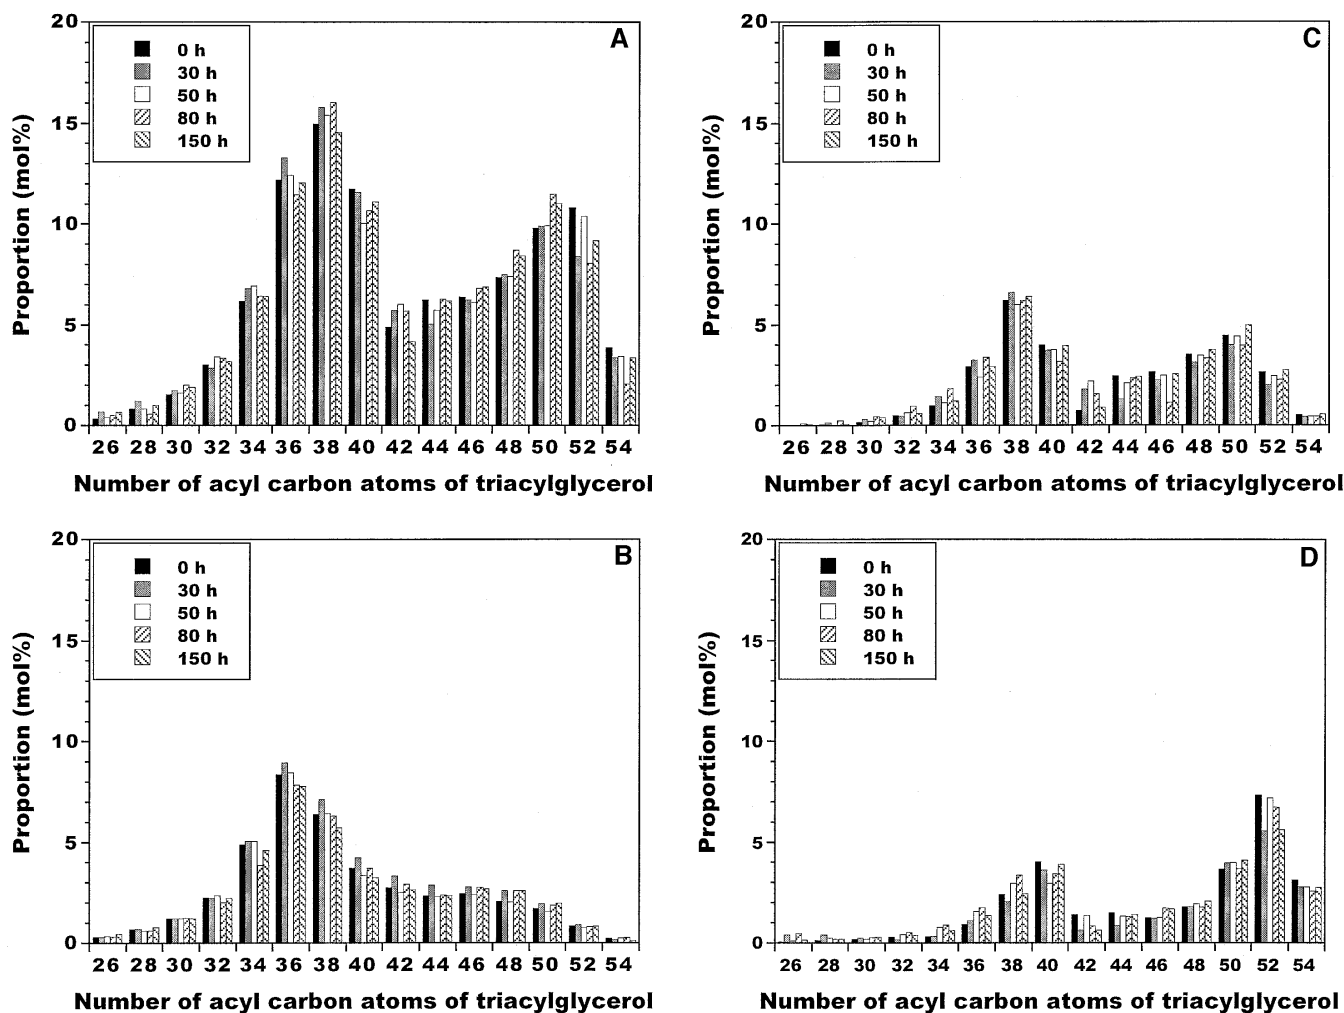 A
20
15
10
5
0
Proportion (mol%)
0 h
30 h
50 h
80 h
150 h
26 28 30 32 34 36 38 40 42 44 46 48 50 52 54
Number of acyl carbon atoms of triacylglycerol
C
20
15
10
5
0
Proportion (mol%)
0 h
30 h
50 h
80 h
150 h
26 28 30 32 34 36 38 40 42 44 46 48 50 52 54
Number of acyl carbon atoms of triacylglycerol
B
20
15
10
5
0
Proportion (mol%)
0 h
30 h
50 h
80 h
150 h
26 28 30 32 34 36 38 40 42 44 46 48 50 52 54
Number of acyl carbon atoms of triacylglycerol
D
20
15
10
5
0
Proportion (mol%)
0 h
30 h
50 h
80 h
150 h
26 28 30 32 34 36 38 40 42 44 46 48 50 52 54
Number of acyl carbon atoms of triacylglycerol